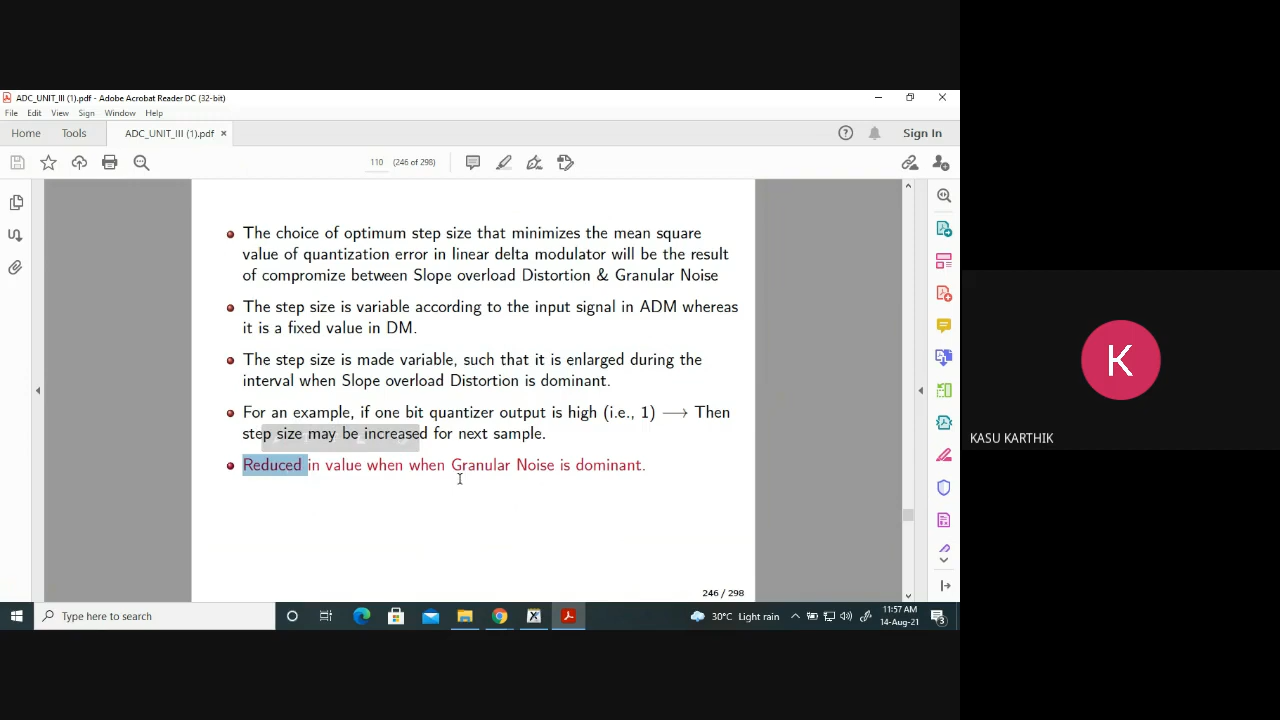 ADC_UNIT_III (1).pdf - Adobe Acrobat Reader DC (32-bit)
File Edit View Sign Window Help
Home Tools ADC_UNIT_III (1).pdf × Sign In
110 (246 of 298)
The choice of optimum step size that minimizes the mean square
value of quantization error in linear delta modulator will be the result
of compromize between Slope overload Distortion & Granular Noise
The step size is variable according to the input signal in ADM whereas
it is a fixed value in DM.
The step size is made variable, such that it is enlarged during the
interval when Slope overload Distortion is dominant.
For an example, if one bit quantizer output is high (i.e., 1) ⟶ Then
step size may be increased for next sample.
Reduced in value when when Granular Noise is dominant.
246 / 298
K
KASU KARTHIK
Type here to search
30°C Light rain
11:57 AM
14-Aug-21
3